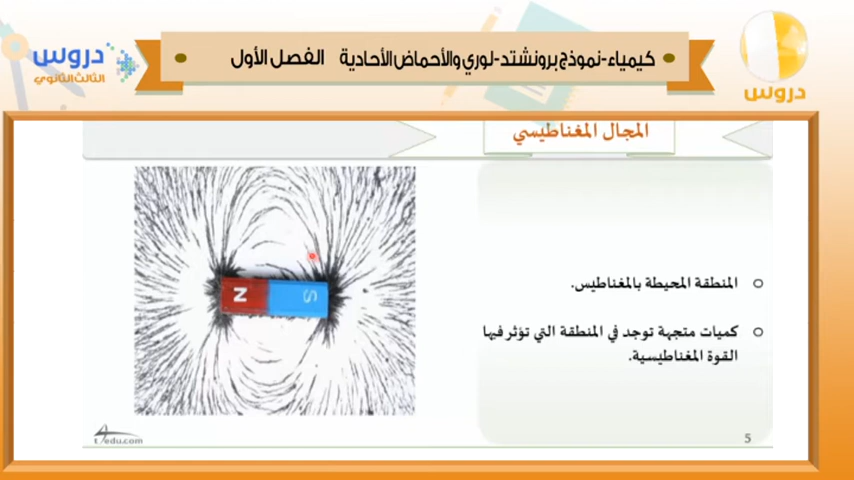 كيمياء-نموذج برونشتد-لوري والأحماض الأحادية الفصل الأول
دروس
دروس
الثالث الثانوي
المجال المغناطيسي
المنطقة المحيطة بالمغناطيس.
كميات متجهة توجد في المنطقة التي تؤثر فيها
القوة المغناطيسية.
N
S
t4edu.com
5